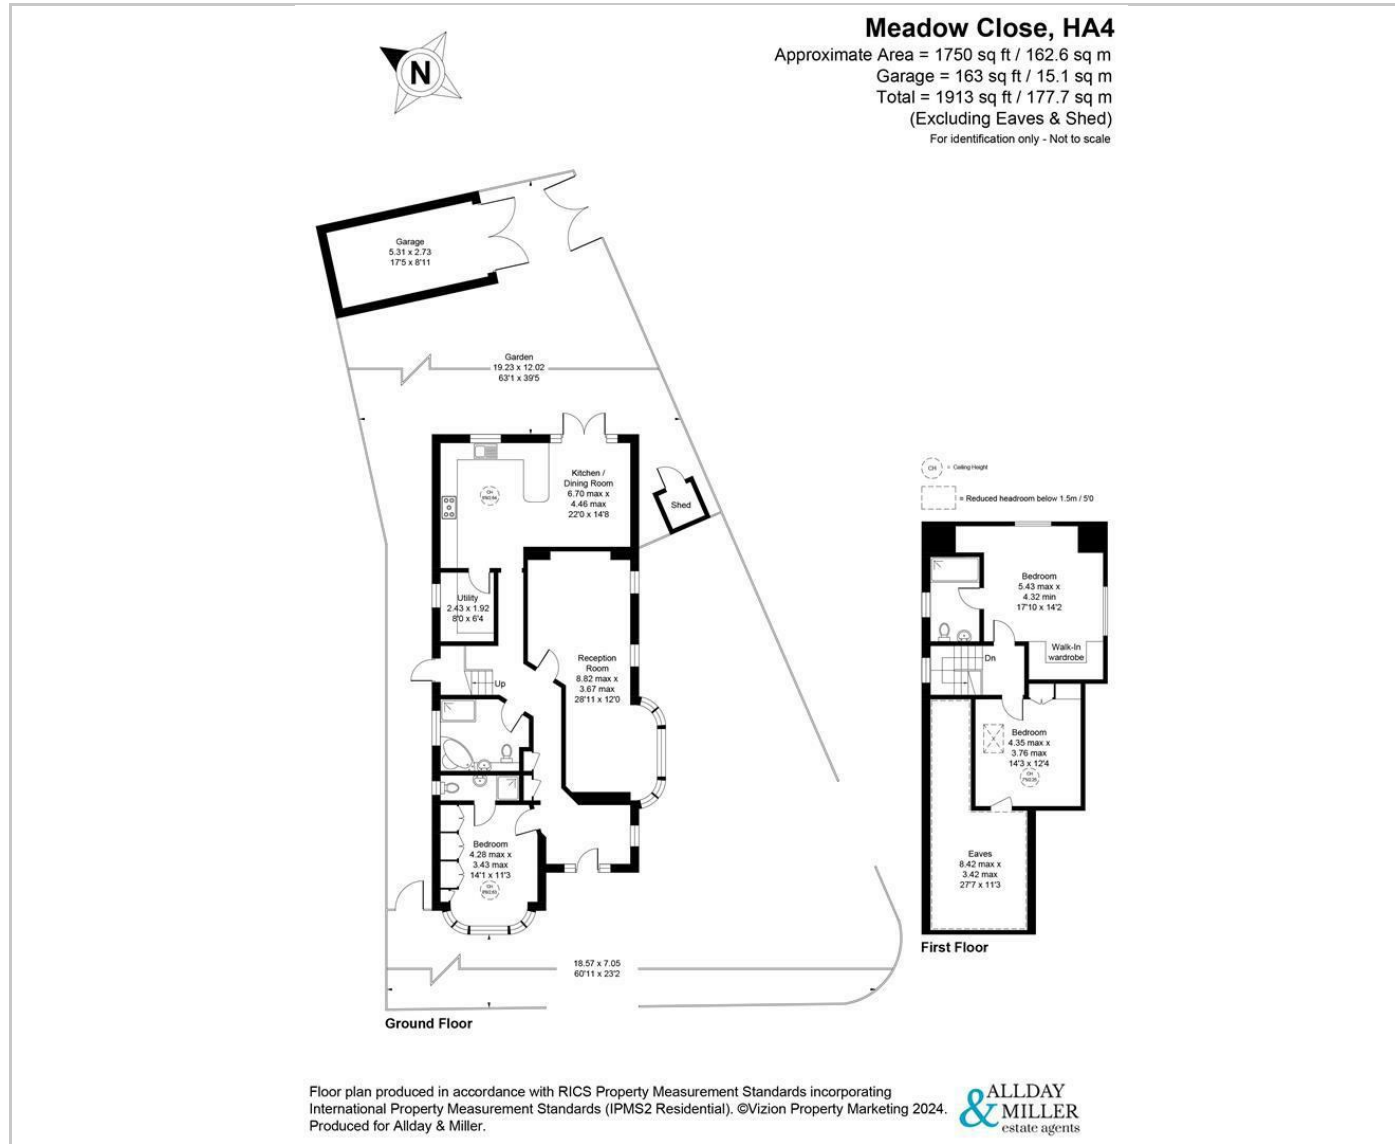 Meadow Close, HA4
Approximate Area = 1750 sq ft / 162.6 sq m
Garage = 163 sq ft / 15.1 sq m
Total = 1913 sq ft / 177.7 sq m
(Excluding Eaves & Shed)
For identification only - Not to scale
N
Garage
5.31 x 2.73
17'5 x 8'11
Garden
19.23 x 12.02
63'1 x 39'5
Kitchen /
Dining Room
6.70 max x
4.46 max
22'0 x 14'8
CH
Shed
Utility
2.43 x 1.92
8'0 x 6'4
Up
Reception
Room
8.82 max x
3.67 max
28'11 x 12'0
Bedroom
4.28 max x
3.43 max
14'1 x 11'3
CH
18.57 x 7.05
60'11 x 23'2
Ground Floor
CH = Ceiling Height
= Reduced headroom below 1.5m / 5'0
Bedroom
5.43 max x
4.32 min
17'10 x 14'2
Walk-In
wardrobe
Dn
Bedroom
4.35 max x
3.76 max
14'3 x 12'4
CH
Eaves
8.42 max x
3.42 max
27'7 x 11'3
First Floor
Floor plan produced in accordance with RICS Property Measurement Standards incorporating
International Property Measurement Standards (IPMS2 Residential). ©Vizion Property Marketing 2024.
Produced for Allday & Miller.
ALLDAY
& MILLER
estate agents